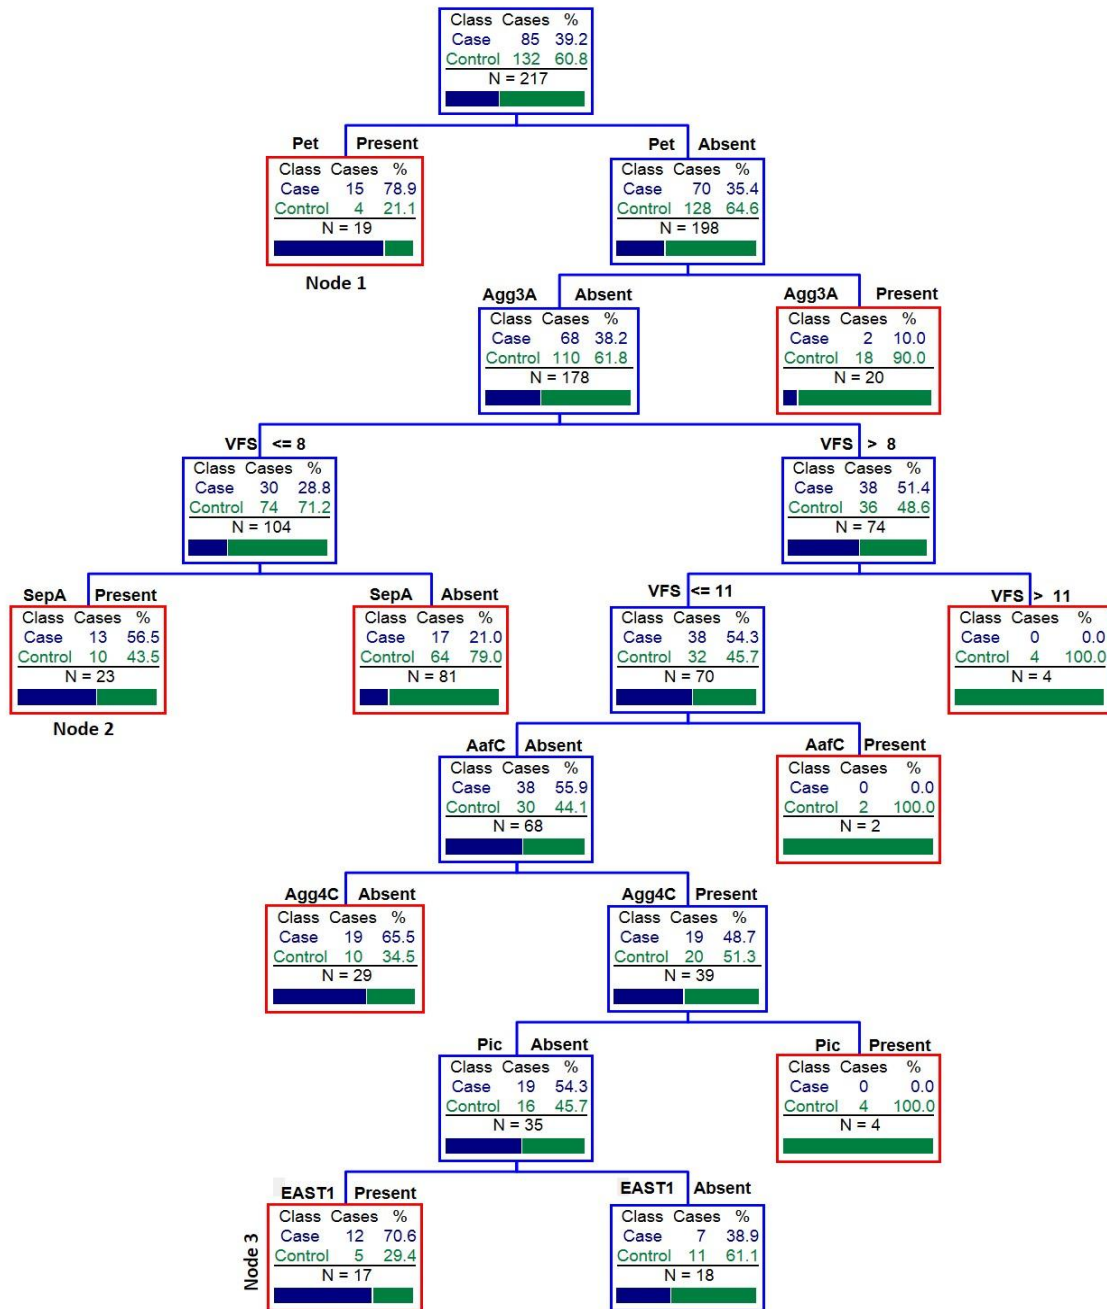 Class Cases %
Case 85 39.2
Control 132 60.8
N = 217
Pet Present
Class Cases %
Case 15 78.9
Control 4 21.1
N = 19
Node 1
Pet Absent
Class Cases %
Case 70 35.4
Control 128 64.6
N = 198
Agg3A Absent
Class Cases %
Case 68 38.2
Control 110 61.8
N = 178
Agg3A Present
Class Cases %
Case 2 10.0
Control 18 90.0
N = 20
VFS <= 8
Class Cases %
Case 30 28.8
Control 74 71.2
N = 104
VFS > 8
Class Cases %
Case 38 51.4
Control 36 48.6
N = 74
SepA Present
Class Cases %
Case 13 56.5
Control 10 43.5
N = 23
Node 2
SepA Absent
Class Cases %
Case 17 21.0
Control 64 79.0
N = 81
VFS <= 11
Class Cases %
Case 38 54.3
Control 32 45.7
N = 70
VFS > 11
Class Cases %
Case 0 0.0
Control 4 100.0
N = 4
AafC Absent
Class Cases %
Case 38 55.9
Control 30 44.1
N = 68
AafC Present
Class Cases %
Case 0 0.0
Control 2 100.0
N = 2
Agg4C Absent
Class Cases %
Case 19 65.5
Control 10 34.5
N = 29
Agg4C Present
Class Cases %
Case 19 48.7
Control 20 51.3
N = 39
Pic Absent
Class Cases %
Case 19 54.3
Control 16 45.7
N = 35
Pic Present
Class Cases %
Case 0 0.0
Control 4 100.0
N = 4
EAST1 Present
Class Cases %
Case 12 70.6
Control 5 29.4
N = 17
Node 3
EAST1 Absent
Class Cases %
Case 7 38.9
Control 11 61.1
N = 18